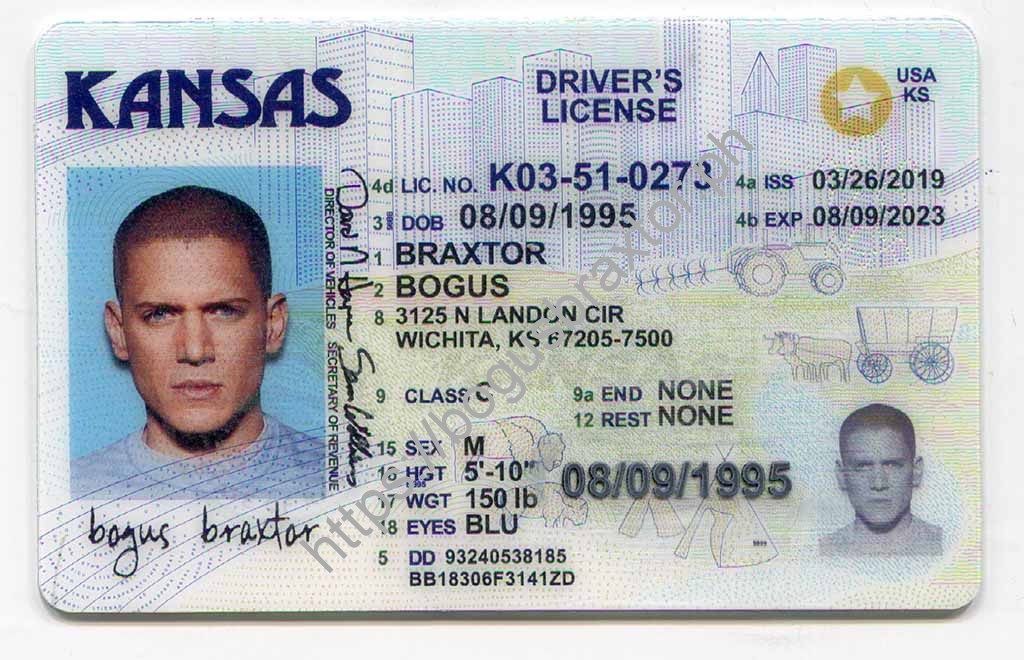 KANSAS
DRIVER'S
LICENSE
USA
KS
4d LIC. NO. K03-51-0273
4a ISS 03/26/2019
3 DOB 08/09/1995
4b EXP 08/09/2023
1 BRAXTOR
2 BOGUS
8 3125 N LANDON CIR
WICHITA, KS 67205-7500
9 CLASS C
9a END NONE
12 REST NONE
15 SEX M
16 HGT 5'-10"
17 WGT 150 lb
18 EYES BLU
08/09/1995
5 DD 93240538185
BB18306F3141ZD
DIRECTOR OF VEHICLES SECRETARY OF REVENUE
bogus braxtor
https://bogusbraxtor.ph